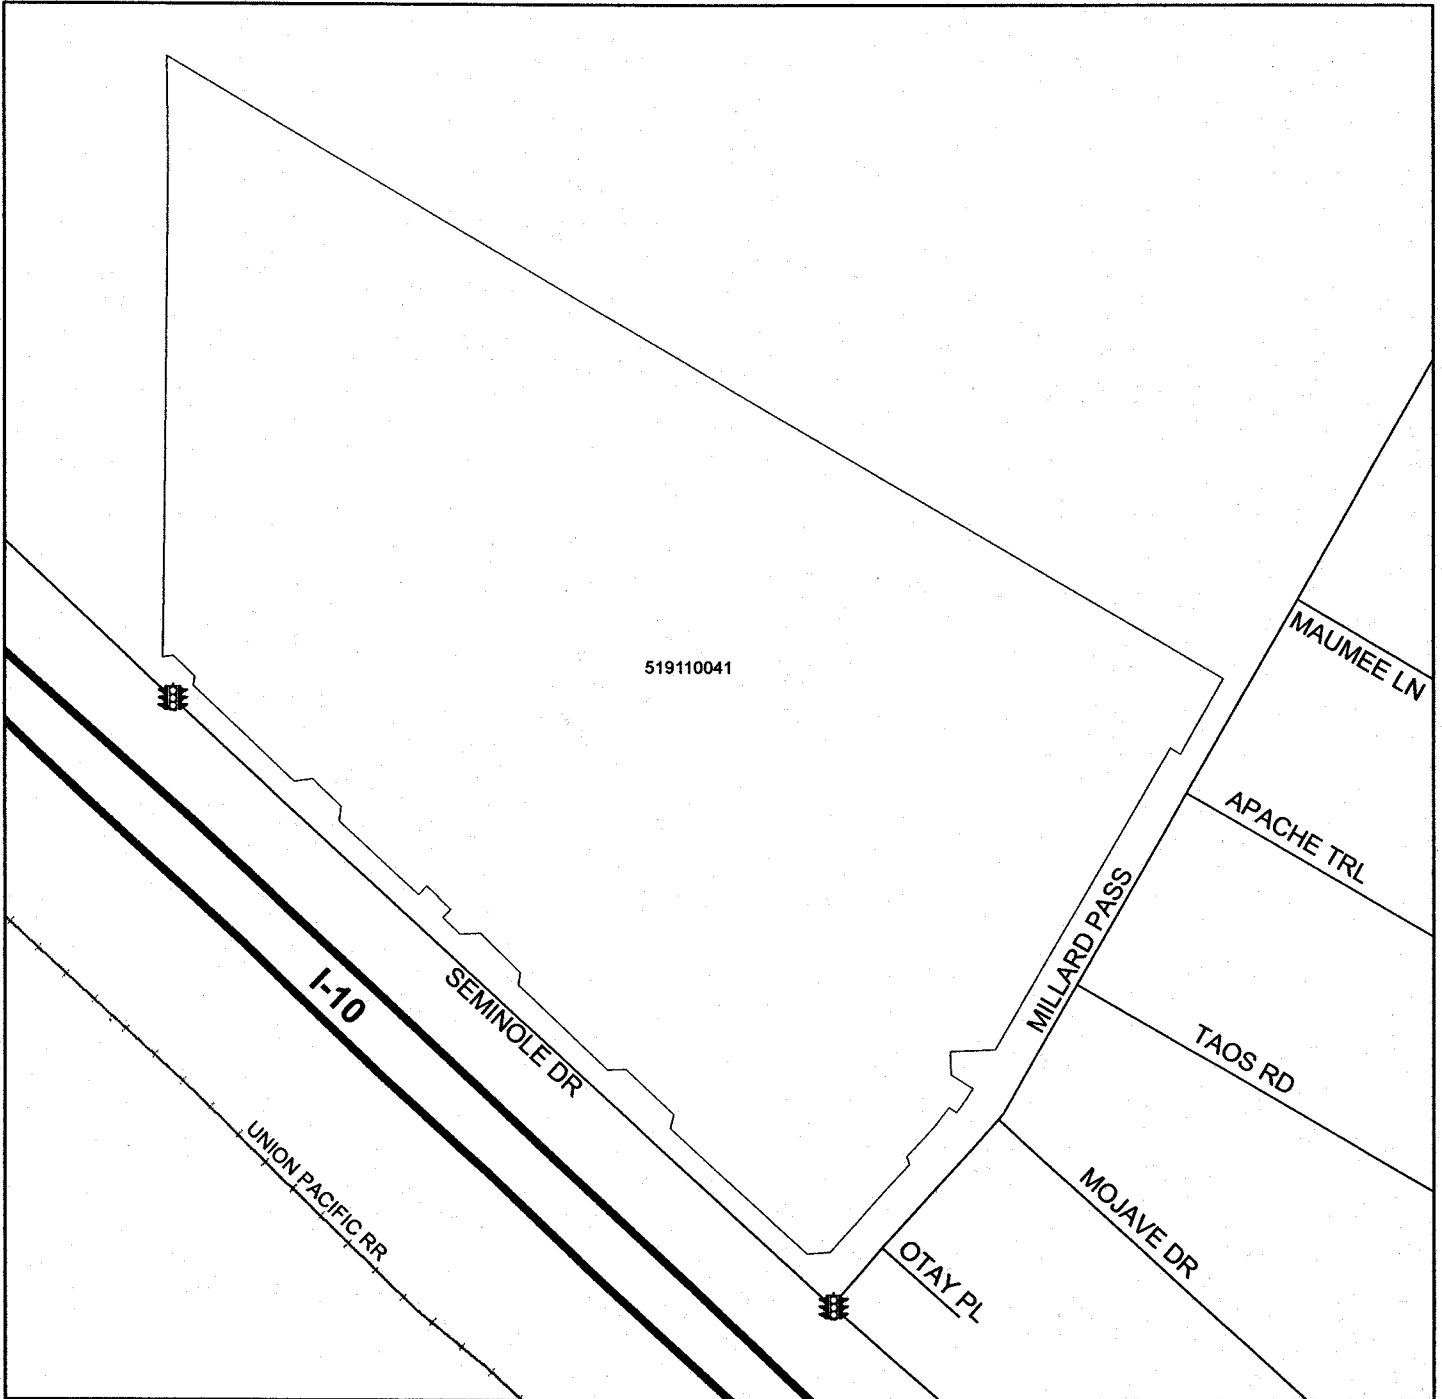 519110041
MAUMEE LN
APACHE TRL
MILLARD PASS
I-10
SEMINOLE DR
TAOS RD
UNION PACIFIC RR
MOJAVE DR
OTAY PL